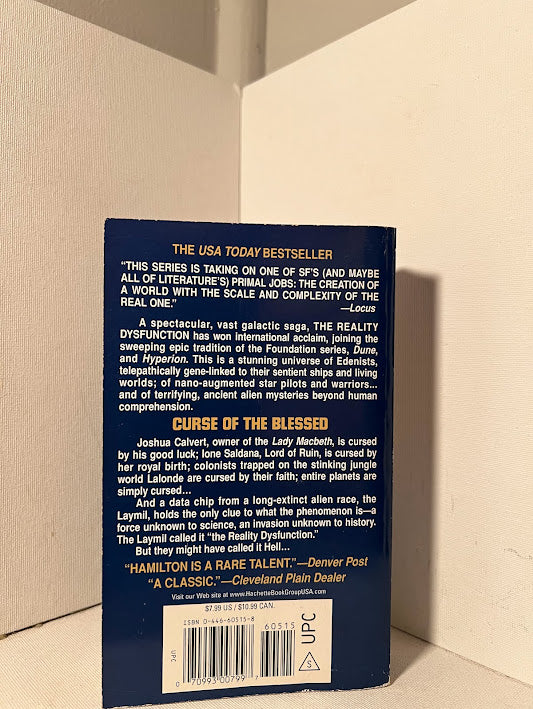 THE USA TODAY BESTSELLER
“THIS SERIES IS TAKING ON ONE OF SF'S (AND MAYBE
ALL OF LITERATURE'S) PRIMAL JOBS: THE CREATION OF
A WORLD WITH THE SCALE AND COMPLEXITY OF THE
REAL ONE.”
—Locus
A spectacular, vast galactic saga, THE REALITY
DYSFUNCTION has won international acclaim, joining the
sweeping epic tradition of the Foundation series, Dune,
and Hyperion. This is a stunning universe of Edenists,
telepathically gene-linked to their sentient ships and living
worlds; of nano-augmented star pilots and warriors...
and of terrifying, ancient alien mysteries beyond human
comprehension.
CURSE OF THE BLESSED
Joshua Calvert, owner of the Lady Macbeth, is cursed
by his good luck; Ione Saldana, Lord of Ruin, is cursed by
her royal birth; colonists trapped on the stinking jungle
world Lalonde are cursed by their faith; entire planets are
simply cursed...
And a data chip from a long-extinct alien race, the
Laymil, holds the only clue to what the phenomenon is—a
force unknown to science, an invasion unknown to history.
The Laymil called it “the Reality Dysfunction.”
But they might have called it Hell...
“HAMILTON IS A RARE TALENT.”—Denver Post
“A CLASSIC.”—Cleveland Plain Dealer
Visit our Web site at www.HachetteBookGroupUSA.com
$7.99 US / $10.99 CAN.
ISBN 0-446-60515-8
60515
UPC
0 70993 00799 7
UPC
S